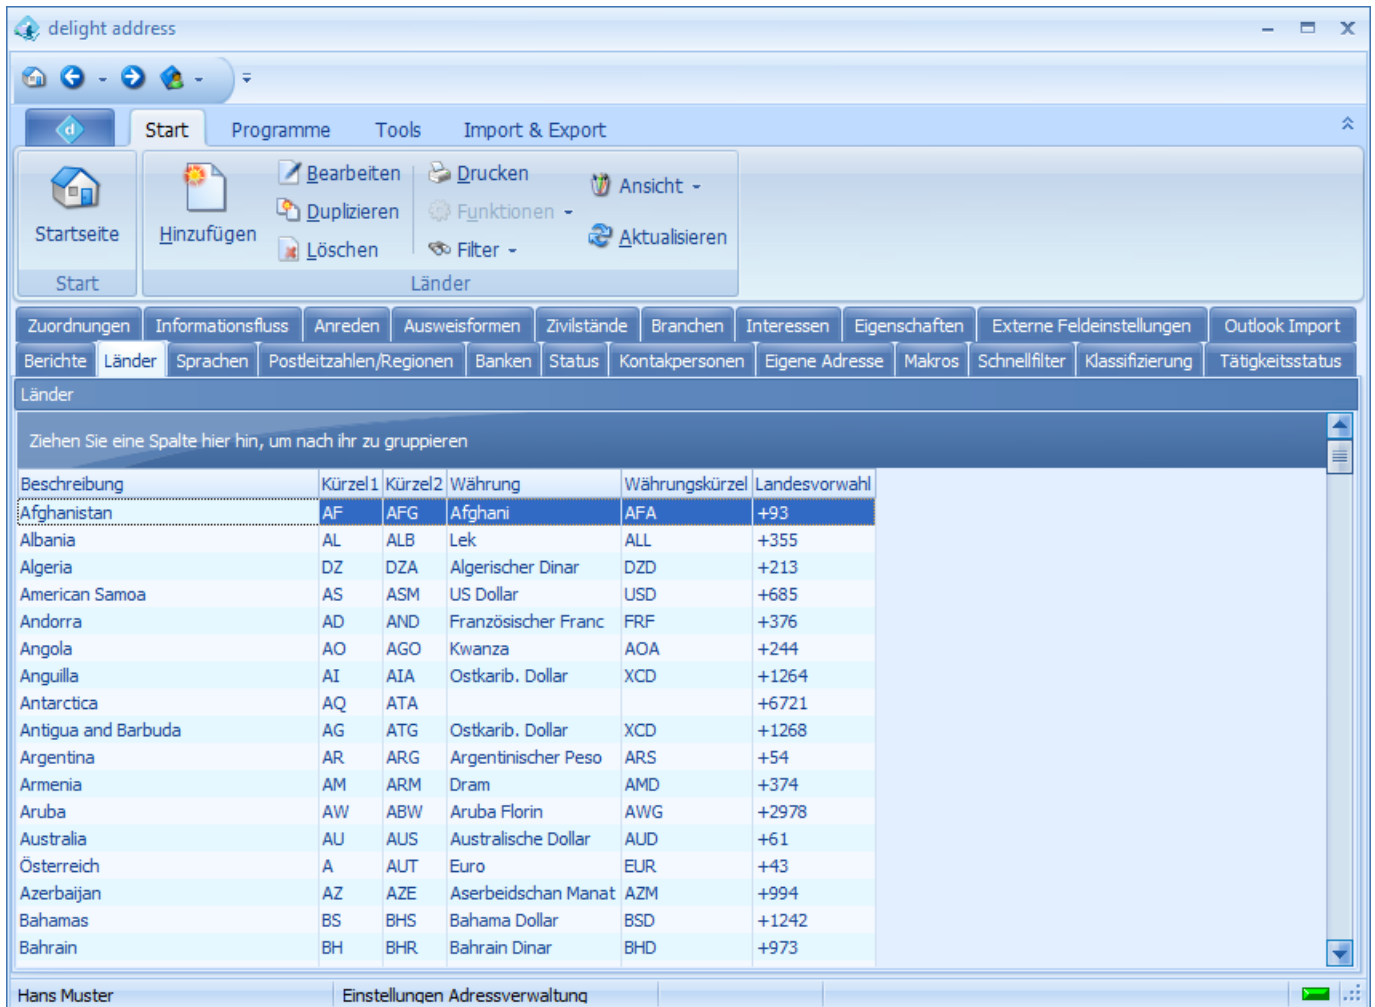 delight address
Start Programme Tools Import & Export
Startseite
Hinzufügen
Bearbeiten
Duplizieren
Löschen
Drucken
Funktionen
Filter
Ansicht
Aktualisieren
Start Länder
Zuordnungen Informationsfluss Anreden Ausweisformen Zivilstände Branchen Interessen Eigenschaften Externe Feldeinstellungen Outlook Import
Berichte Länder Sprachen Postleitzahlen/Regionen Banken Status Kontakpersonen Eigene Adresse Makros Schnellfilter Klassifizierung Tätigkeitsstatus
Länder
Ziehen Sie eine Spalte hier hin, um nach ihr zu gruppieren
Beschreibung Kürzel1 Kürzel2 Währung Währungskürzel Landesvorwahl
Afghanistan AF AFG Afghani AFA +93
Albania AL ALB Lek ALL +355
Algeria DZ DZA Algerischer Dinar DZD +213
American Samoa AS ASM US Dollar USD +685
Andorra AD AND Französischer Franc FRF +376
Angola AO AGO Kwanza AOA +244
Anguilla AI AIA Ostkarib. Dollar XCD +1264
Antarctica AQ ATA +6721
Antigua and Barbuda AG ATG Ostkarib. Dollar XCD +1268
Argentina AR ARG Argentinischer Peso ARS +54
Armenia AM ARM Dram AMD +374
Aruba AW ABW Aruba Florin AWG +2978
Australia AU AUS Australische Dollar AUD +61
Österreich A AUT Euro EUR +43
Azerbaijan AZ AZE Aserbeidschan Manat AZM +994
Bahamas BS BHS Bahama Dollar BSD +1242
Bahrain BH BHR Bahrain Dinar BHD +973
Hans Muster Einstellungen Adressverwaltung